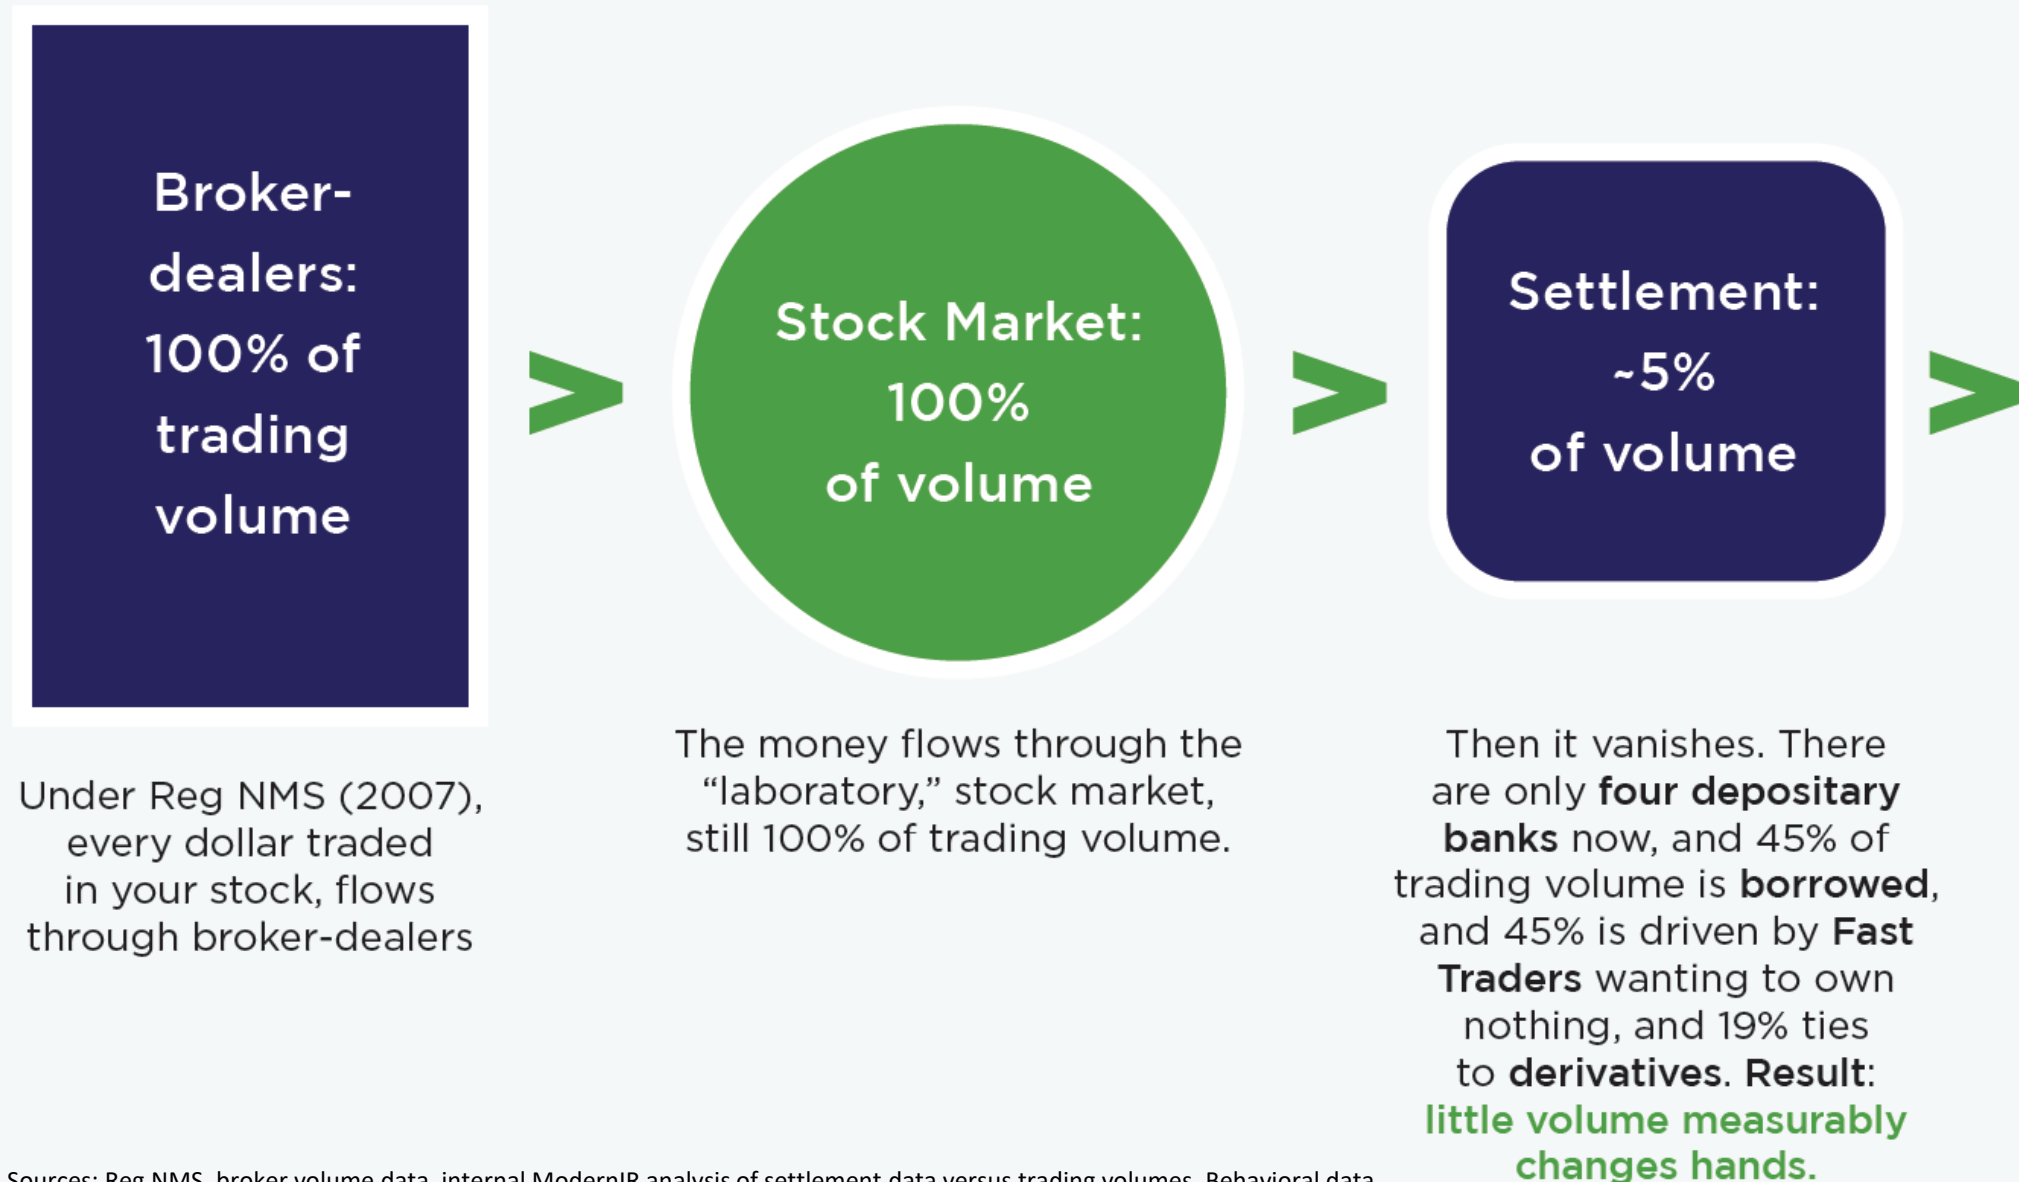 Broker-
dealers:
100% of
trading
volume
>
Stock Market:
100%
of volume
>
Settlement:
~5%
of volume
>
Under Reg NMS (2007),
every dollar traded
in your stock, flows
through broker-dealers
The money flows through the
“laboratory,” stock market,
still 100% of trading volume.
Then it vanishes. There
are only four depositary
banks now, and 45% of
trading volume is borrowed,
and 45% is driven by Fast
Traders wanting to own
nothing, and 19% ties
to derivatives. Result:
little volume measurably
changes hands.
Sources: Reg NMS, broker volume data, internal ModernIR analysis of settlement data versus trading volumes, Behavioral data